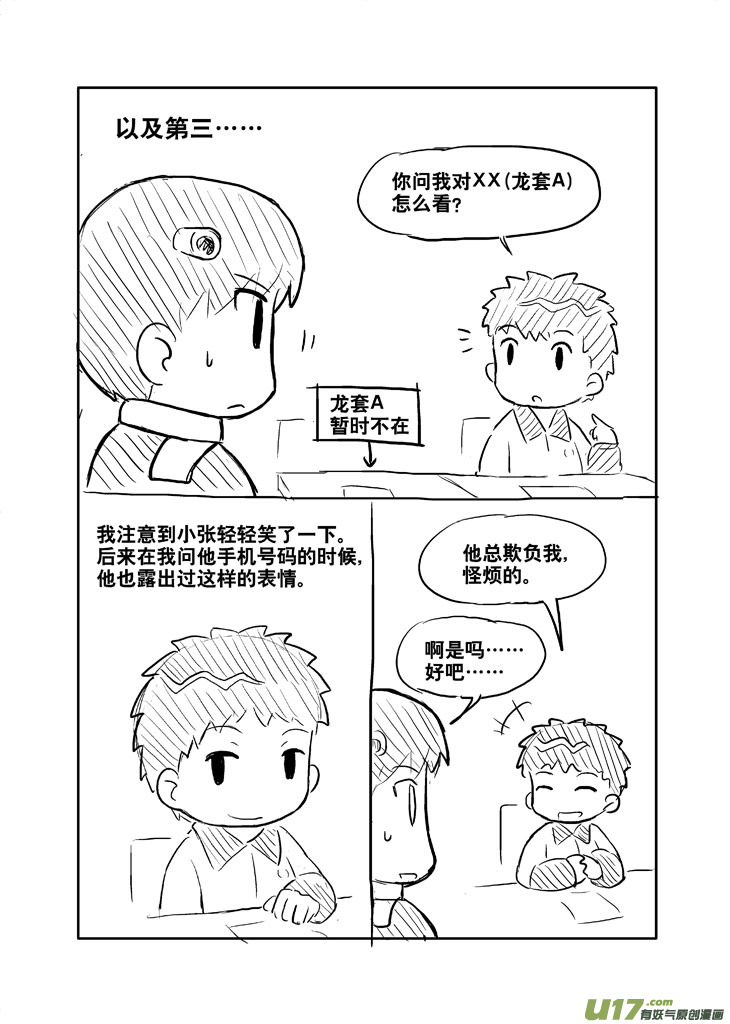 以及第三……
你问我对XX(龙套A)
怎么看?
龙套A
暂时不在
我注意到小张轻轻笑了一下。
后来在我问他手机号码的时候,
他也露出过这样的表情。
他总欺负我,
怪烦的。
啊是吗……
好吧……
U17.com
有妖气原创漫画